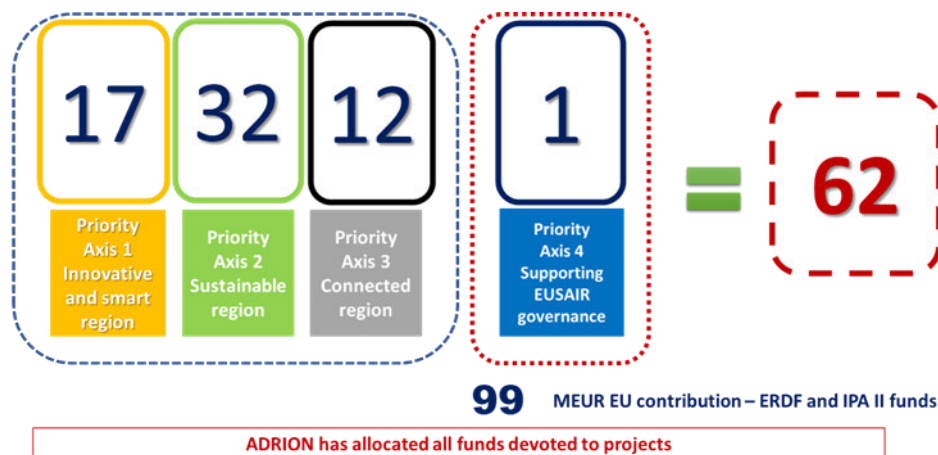 17
32
12
1
62
Priority
Axis 1
Innovative
and smart
region
Priority
Axis 2
Sustainable
region
Priority
Axis 3
Connected
region
Priority
Axis 4
Supporting
EUSAIR
governance
99 MEUR EU contribution – ERDF and IPA II funds
ADRION has allocated all funds devoted to projects